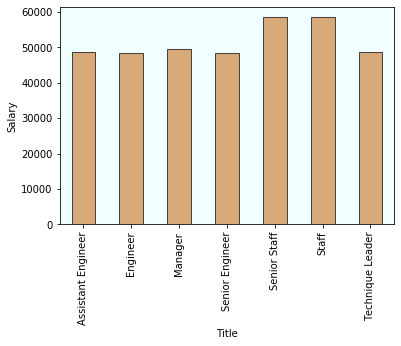 60000
50000
40000
30000
20000
10000
0
Salary
Assistant Engineer
Engineer
Manager
Senior Engineer
Senior Staff
Staff
Technique Leader
Title